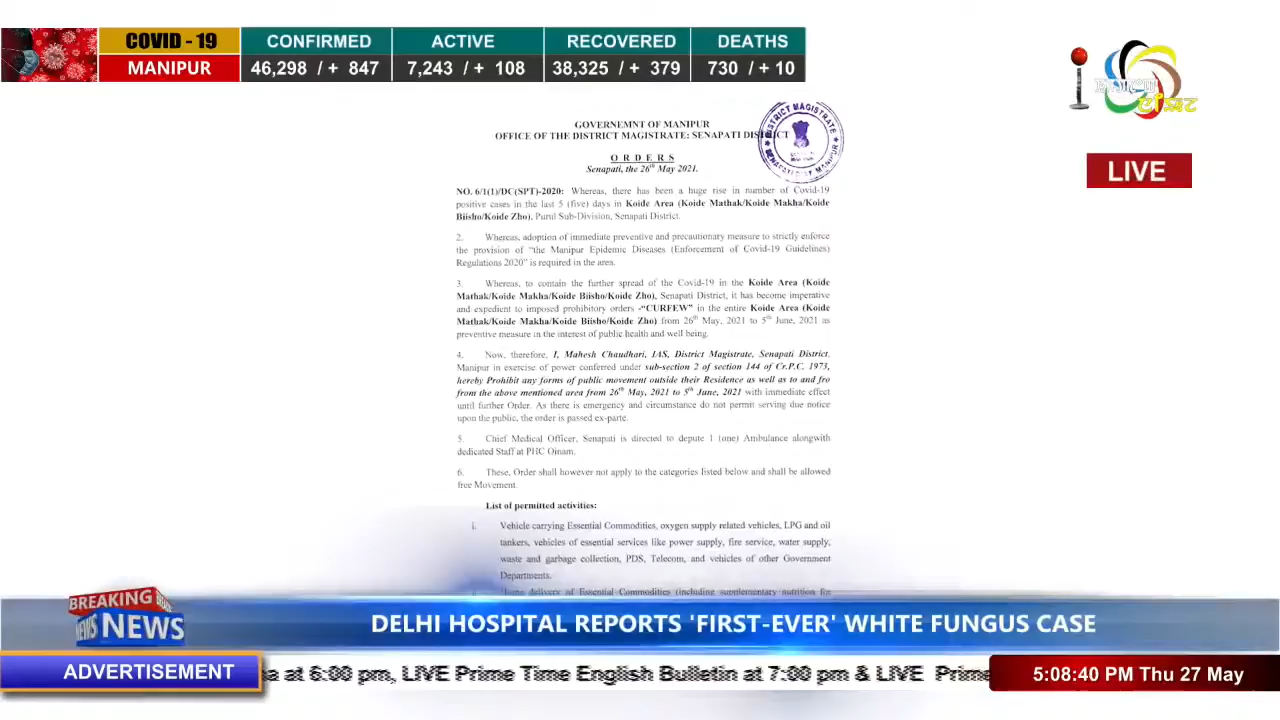 COVID - 19
MANIPUR
CONFIRMED
46,298 / + 847
ACTIVE
7,243 / + 108
RECOVERED
38,325 / + 379
DEATHS
730 / + 10
LIVE
GOVERNEMNT OF MANIPUR
OFFICE OF THE DISTRICT MAGISTRATE: SENAPATI DISTRICT
O R D E R S
Senapati, the 26th May 2021.
NO. 6/1(1)/DC(SPT)-2020: Whereas, there has been a huge rise in number of Covid-19
positive cases in the last 5 (five) days in Koide Area (Koide Mathak/Koide Makha/Koide
Biisho/Koide Zho), Purul Sub-Division, Senapati District.
2. Whereas, adoption of immediate preventive and precautionary measure to strictly enforce
the provision of "the Manipur Epidemic Diseases (Enforcement of Covid-19 Guidelines)
Regulations 2020" is required in the area.
3. Whereas, to contain the further spread of the Covid-19 in the Koide Area (Koide
Mathak/Koide Makha/Koide Biisho/Koide Zho), Senapati District, it has become imperative
and expedient to imposed prohibitory orders -"CURFEW" in the entire Koide Area (Koide
Mathak/Koide Makha/Koide Biisho/Koide Zho) from 26th May, 2021 to 5th June, 2021 as
preventive measure in the interest of public health and well being.
4. Now, therefore, I, Mahesh Chaudhari, IAS, District Magistrate, Senapati District,
Manipur in exercise of power conferred under sub-section 2 of section 144 of Cr.P.C. 1973,
hereby Prohibit any forms of public movement outside their Residence as well as to and fro
from the above mentioned area from 26th May, 2021 to 5th June, 2021 with immediate effect
until further Order. As there is emergency and circumstance do not permit serving due notice
upon the public, the order is passed ex-parte.
5. Chief Medical Officer, Senapati is directed to depute 1 (one) Ambulance alongwith
dedicated Staff at PHC Oinam.
6. These, Order shall however not apply to the categories listed below and shall be allowed
free Movement.
List of permitted activities:
i. Vehicle carrying Essential Commodities, oxygen supply related vehicles, LPG and oil
tankers, vehicles of essential services like power supply, fire service, water supply,
waste and garbage collection, PDS, Telecom, and vehicles of other Government
Departments.
Home delivery of Essential Commodities (including supplementary nutrition for
BREAKING
NEWS
DELHI HOSPITAL REPORTS 'FIRST-EVER' WHITE FUNGUS CASE
ADVERTISEMENT
at 6:00 pm, LIVE Prime Time English Bulletin at 7:00 pm & LIVE Prime
5:08:40 PM Thu 27 May